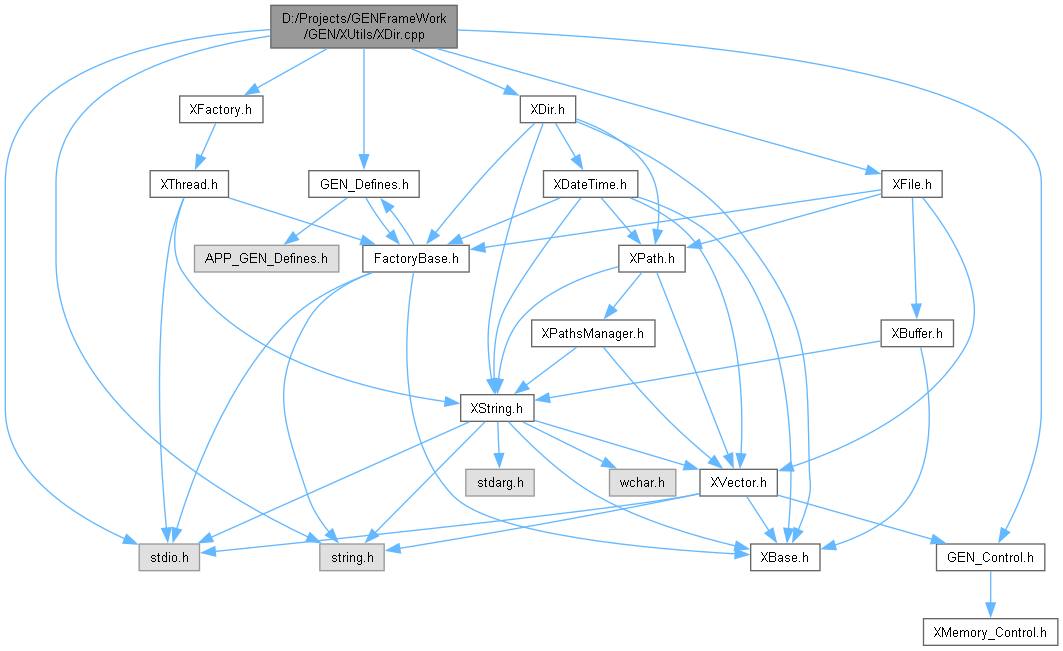 D:/Projects/GENFrameWork
/GEN/XUtils/XDir.cpp
XFactory.h
XDir.h
XThread.h
GEN_Defines.h
XDateTime.h
XFile.h
APP_GEN_Defines.h
FactoryBase.h
XPath.h
XPathsManager.h
XBuffer.h
XString.h
stdarg.h
wchar.h
XVector.h
stdio.h
string.h
XBase.h
GEN_Control.h
XMemory_Control.h